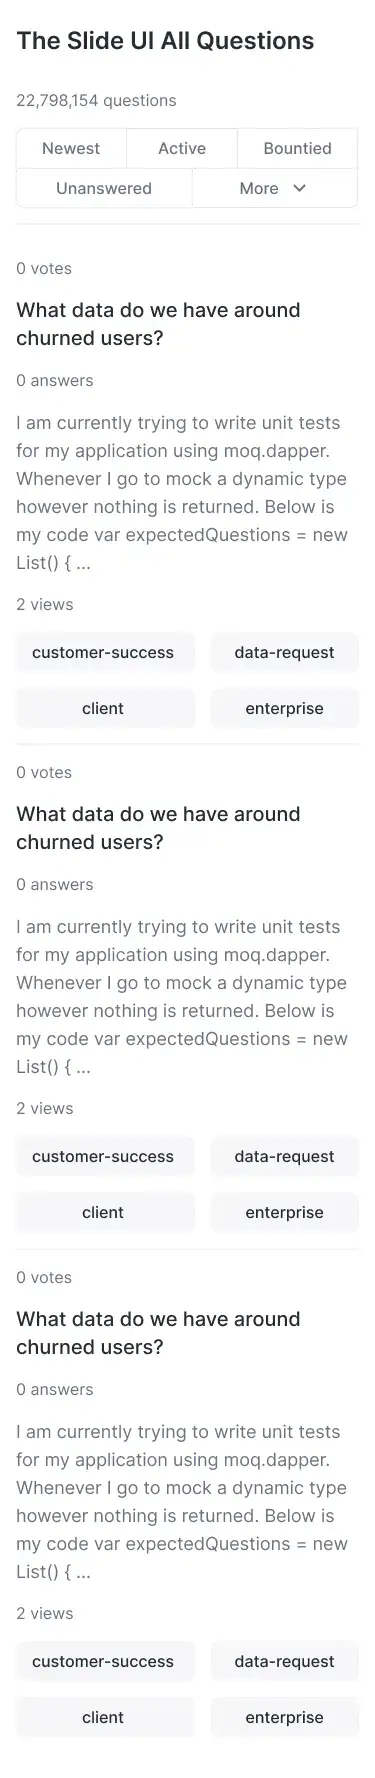 The Slide UI All Questions
22,798,154 questions
Newest Active Bountied
Unanswered More
0 votes
What data do we have around
churned users?
0 answers
I am currently trying to write unit tests
for my application using moq.dapper.
Whenever I go to mock a dynamic type
however nothing is returned. Below is
my code var expectedQuestions = new
List() { ...
2 views
customer-success data-request
client enterprise
0 votes
What data do we have around
churned users?
0 answers
I am currently trying to write unit tests
for my application using moq.dapper.
Whenever I go to mock a dynamic type
however nothing is returned. Below is
my code var expectedQuestions = new
List() { ...
2 views
customer-success data-request
client enterprise
0 votes
What data do we have around
churned users?
0 answers
I am currently trying to write unit tests
for my application using moq.dapper.
Whenever I go to mock a dynamic type
however nothing is returned. Below is
my code var expectedQuestions = new
List() { ...
2 views
customer-success data-request
client enterprise